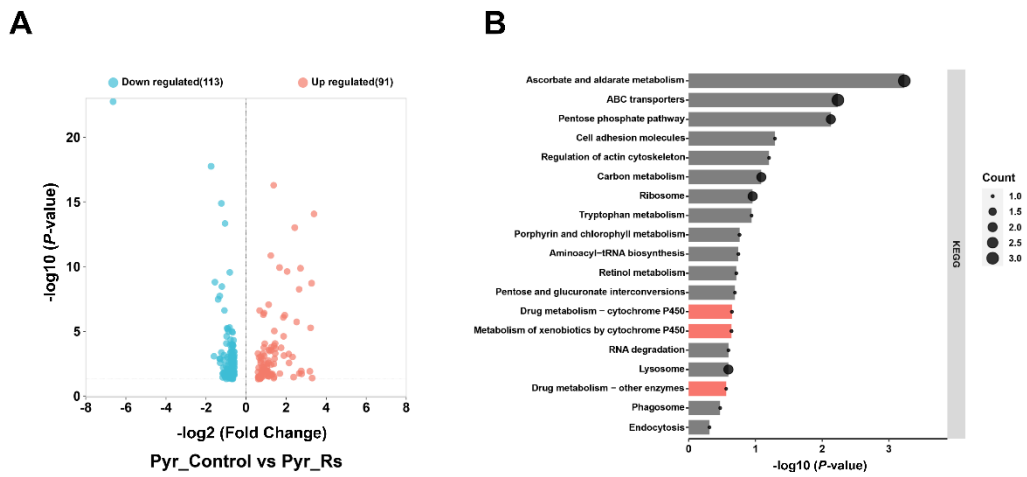 A
B
Down regulated(113)
Up regulated(91)
20
15
10
5
0
-log10 (P-value)
-8
-6
-4
-2
0
2
4
6
8
-log2 (Fold Change)
Pyr_Control vs Pyr_Rs
Ascorbate and aldarate metabolism
ABC transporters
Pentose phosphate pathway
Cell adhesion molecules
Regulation of actin cytoskeleton
Carbon metabolism
Ribosome
Tryptophan metabolism
Porphyrin and chlorophyll metabolism
Aminoacyl−tRNA biosynthesis
Retinol metabolism
Pentose and glucuronate interconversions
Drug metabolism − cytochrome P450
Metabolism of xenobiotics by cytochrome P450
RNA degradation
Lysosome
Drug metabolism − other enzymes
Phagosome
Endocytosis
0
1
2
3
-log10 (P-value)
KEGG
Count
1.0
1.5
2.0
2.5
3.0